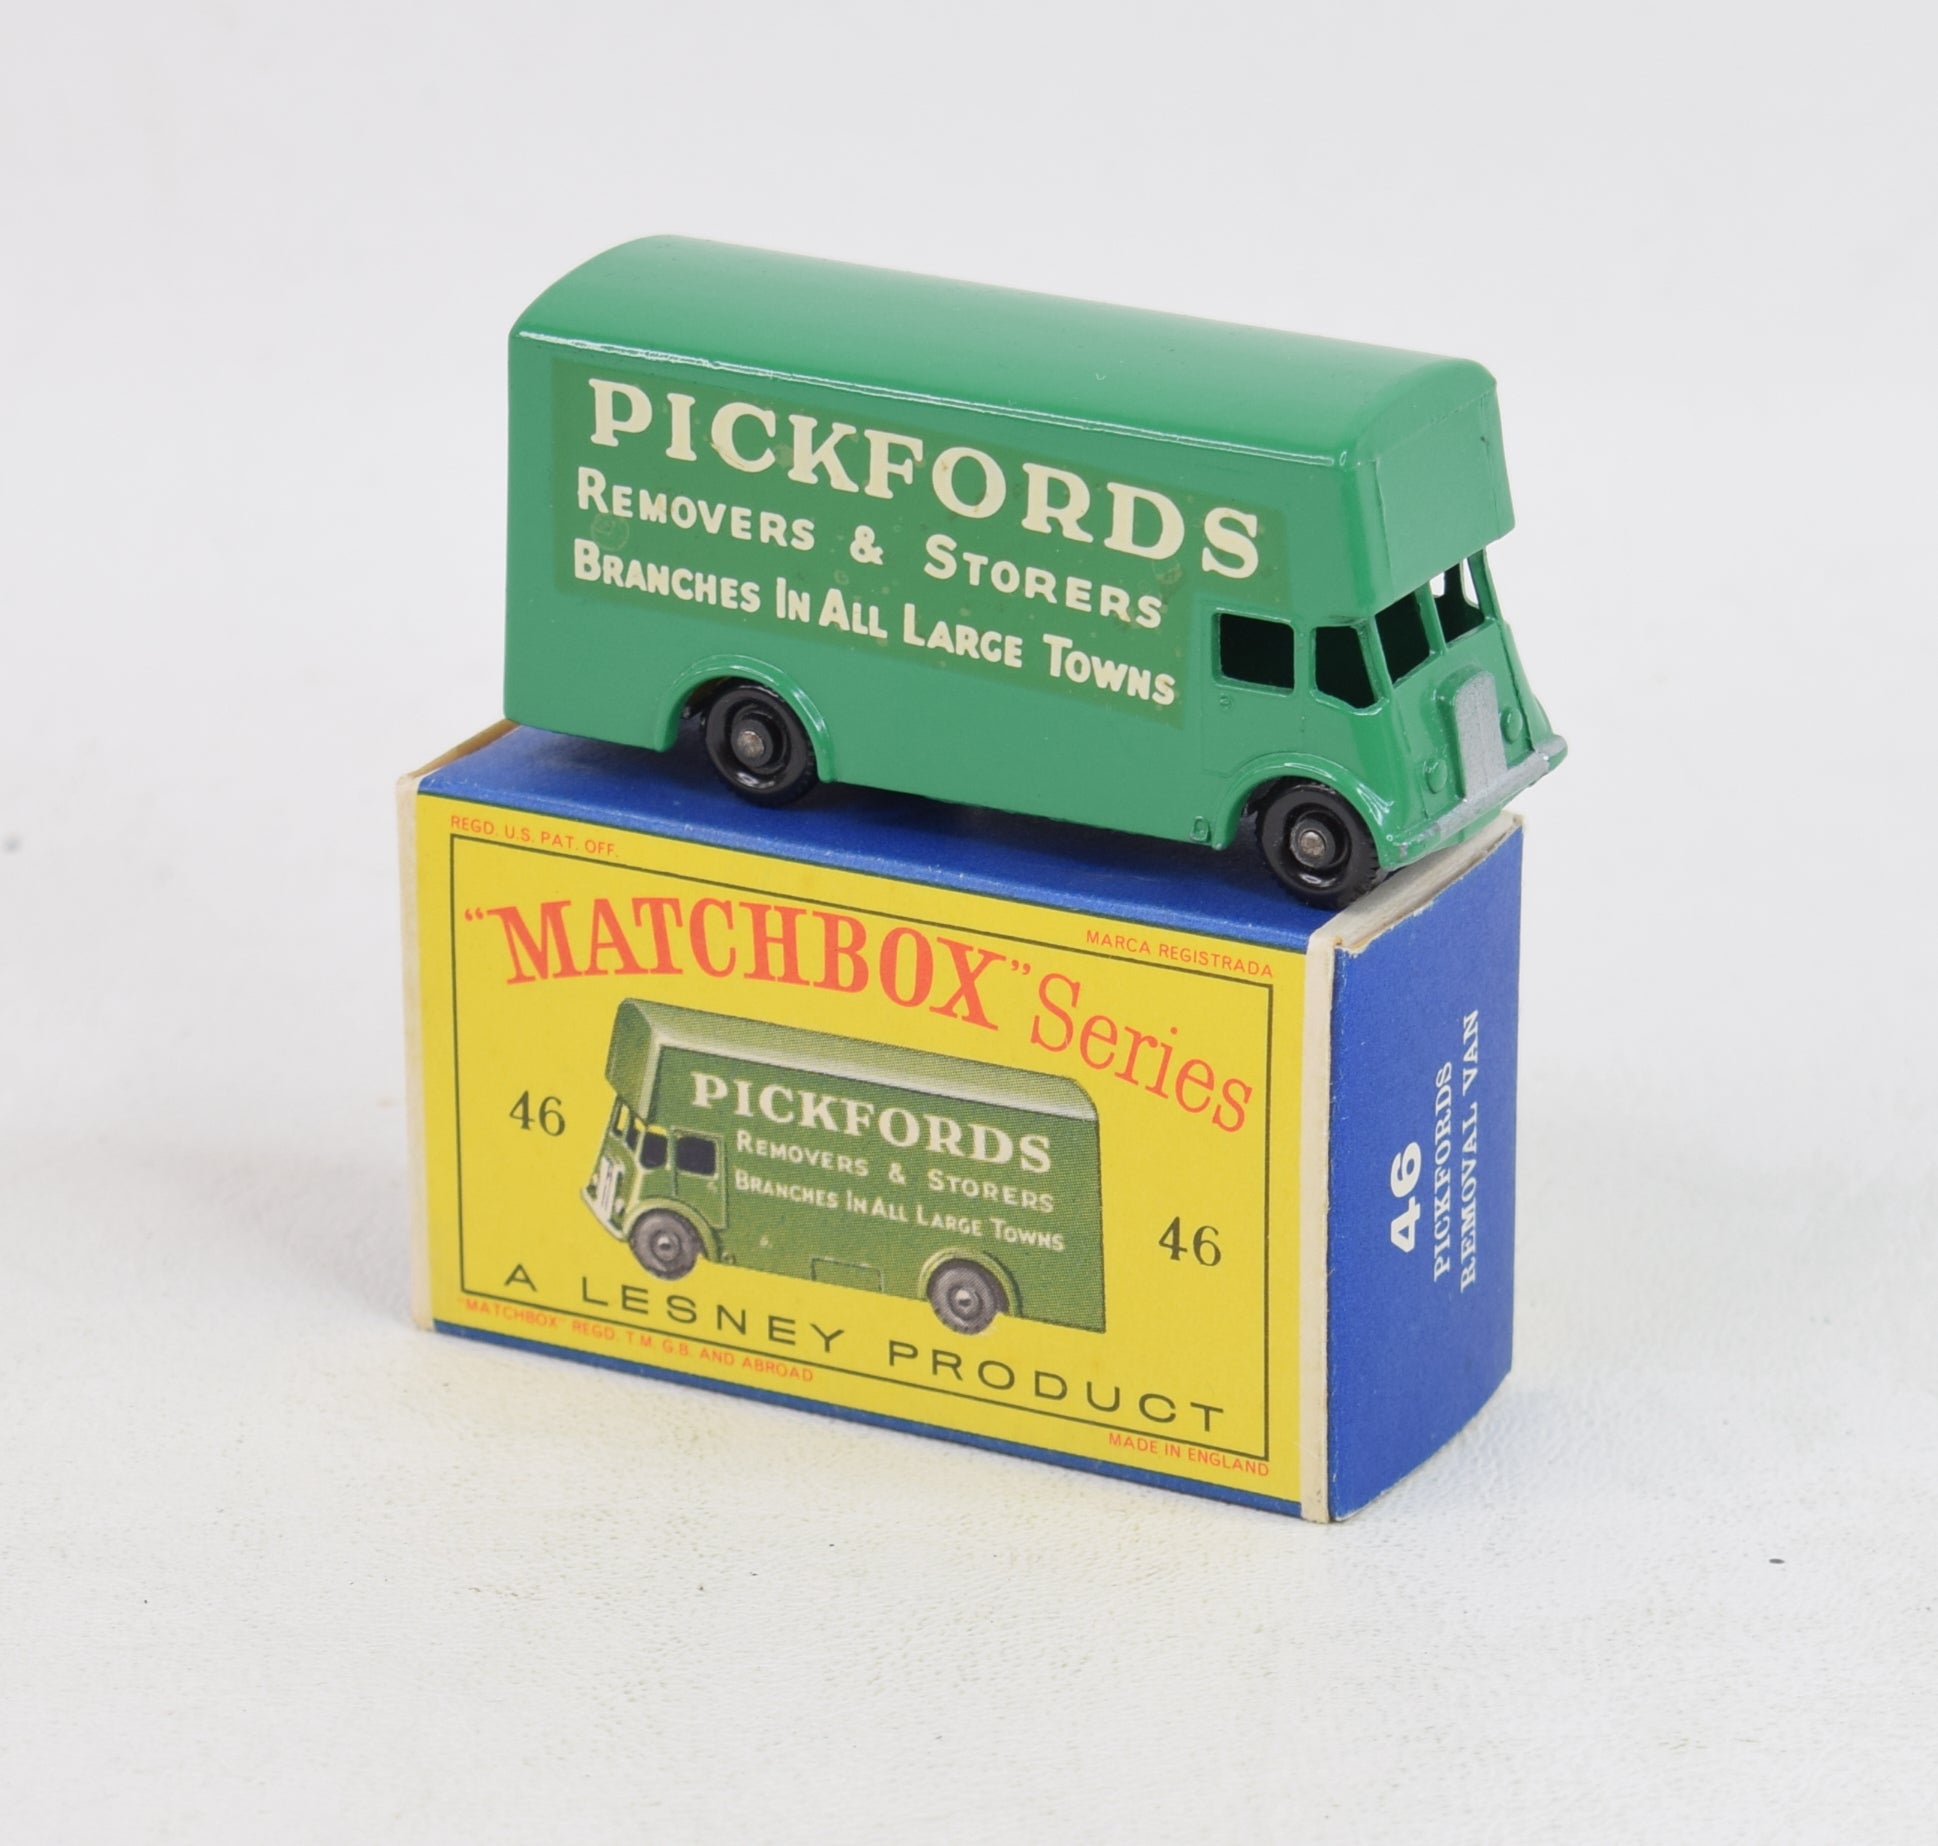 PICKFORDS
REMOVERS & STORERS
BRANCHES IN ALL LARGE TOWNS
REGD. U.S. PAT. OFF.
MARCA REGISTRADA
"MATCHBOX" Series
46
PICKFORDS
REMOVERS & STORERS
BRANCHES IN ALL LARGE TOWNS
46
A LESNEY PRODUCT
"MATCHBOX" REGD. T.M. G.B. AND ABROAD
MADE IN ENGLAND
46
PICKFORDS
REMOVAL VAN